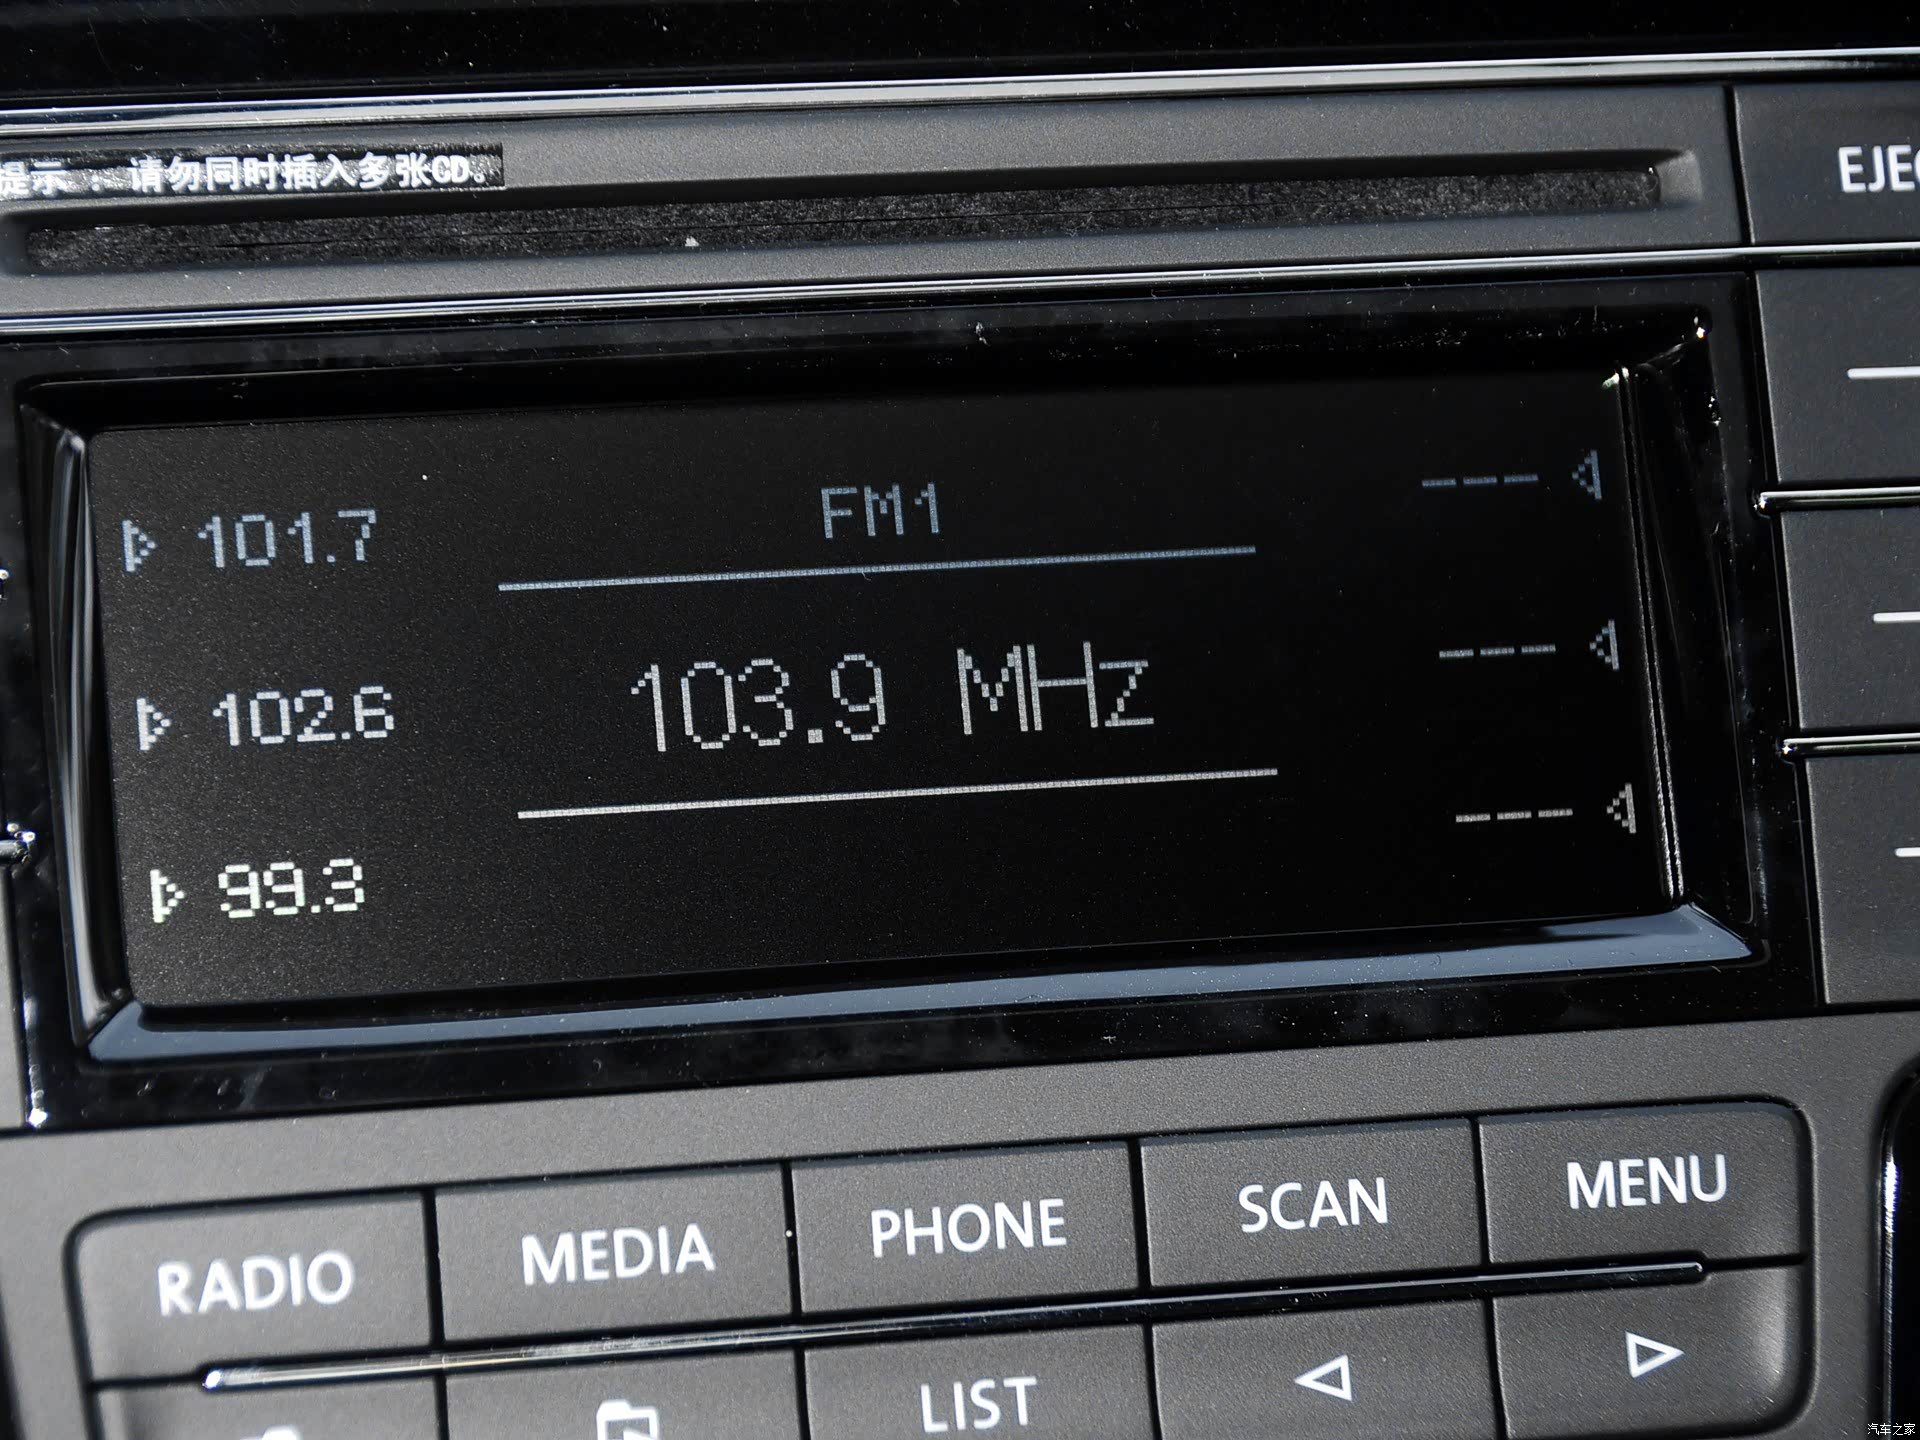 提示：请勿同时插入多张CD。
EJEC
FM1
101.7
103.9 MHz
102.6
99.3
RADIO
MEDIA
PHONE
SCAN
MENU
LIST
汽车之家